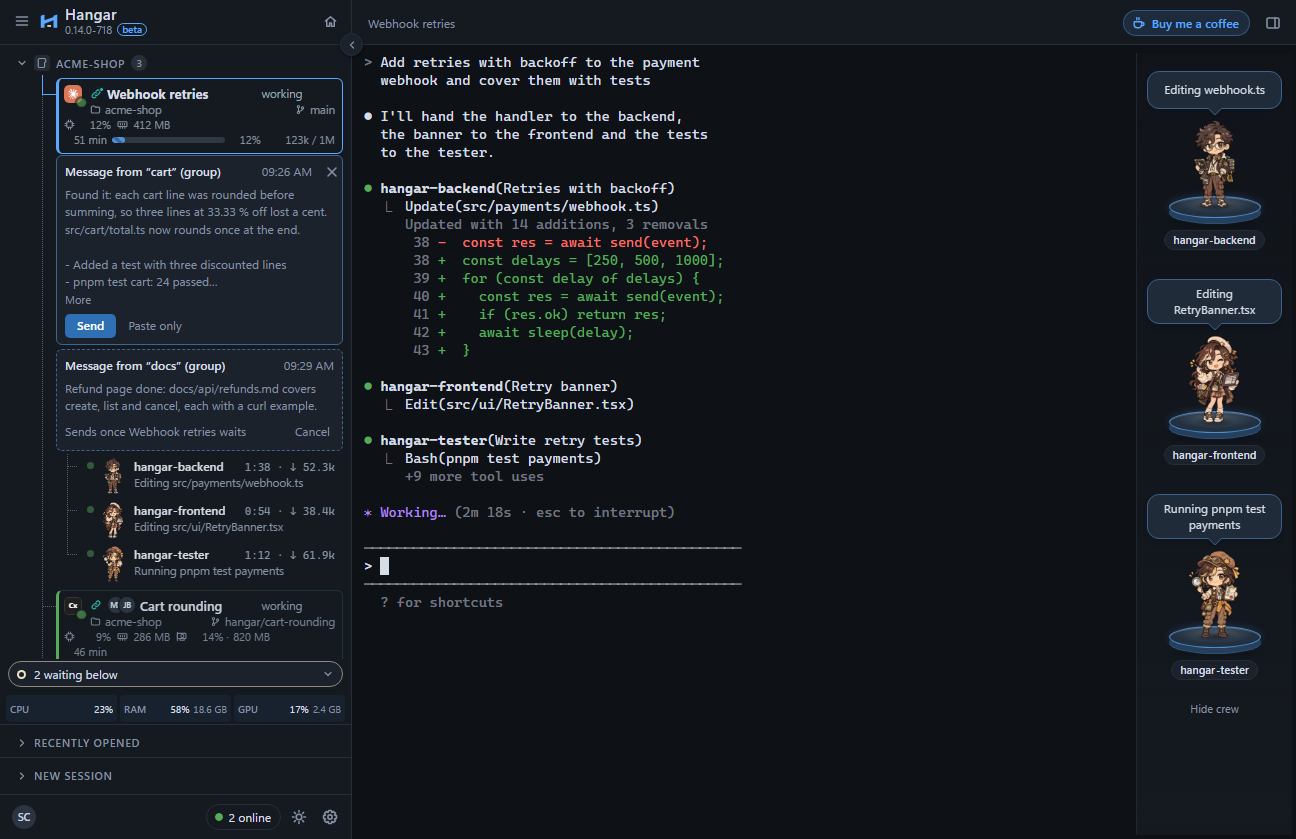 Hangar
0.14.0-718 beta
ACME-SHOP 3
Webhook retries working
acme-shop main
12% 412 MB
51 min 12% 123k / 1M
Message from “cart” (group) 09:26 AM
Found it: each cart line was rounded before
summing, so three lines at 33.33 % off lost a cent.
src/cart/total.ts now rounds once at the end.
- Added a test with three discounted lines
- pnpm test cart: 24 passed...
More
Send Paste only
Message from “docs” (group) 09:29 AM
Refund page done: docs/api/refunds.md covers
create, list and cancel, each with a curl example.
Sends once Webhook retries waits Cancel
hangar-backend 1:38 · ↓ 52.3k
Editing src/payments/webhook.ts
hangar-frontend 0:54 · ↓ 38.4k
Editing src/ui/RetryBanner.tsx
hangar-tester 1:12 · ↓ 61.9k
Running pnpm test payments
Cx M JB Cart rounding working
acme-shop hangar/cart-rounding
9% 286 MB 14% · 820 MB
46 min
2 waiting below
CPU 23% RAM 58% 18.6 GB GPU 17% 2.4 GB
RECENTLY OPENED
NEW SESSION
SC 2 online
Webhook retries
Buy me a coffee
> Add retries with backoff to the payment
webhook and cover them with tests
● I'll hand the handler to the backend,
the banner to the frontend and the tests
to the tester.
● hangar-backend(Retries with backoff)
⎿ Update(src/payments/webhook.ts)
Updated with 14 additions, 3 removals
38 - const res = await send(event);
38 + const delays = [250, 500, 1000];
39 + for (const delay of delays) {
40 + const res = await send(event);
41 + if (res.ok) return res;
42 + await sleep(delay);
43 + }
● hangar-frontend(Retry banner)
⎿ Edit(src/ui/RetryBanner.tsx)
● hangar-tester(Write retry tests)
⎿ Bash(pnpm test payments)
+9 more tool uses
* Working… (2m 18s · esc to interrupt)
>
? for shortcuts
Editing webhook.ts
hangar-backend
Editing
RetryBanner.tsx
hangar-frontend
Running pnpm test
payments
hangar-tester
Hide crew